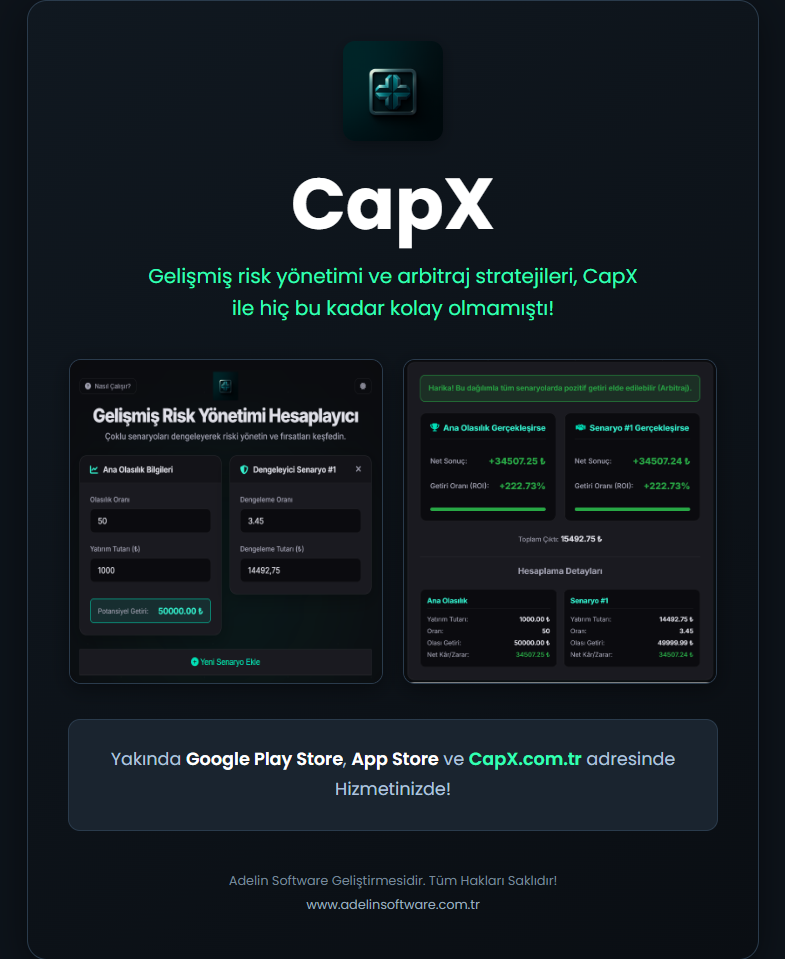 CapX
Gelişmiş risk yönetimi ve arbitraj stratejileri, CapX
ile hiç bu kadar kolay olmamıştı!
Nasıl Çalışır?
Gelişmiş Risk Yönetimi Hesaplayıcı
Çoklu senaryoları dengeleyerek riski yönetin ve fırsatları keşfedin.
Ana Olasılık Bilgileri
Olasılık Oranı
50
Yatırım Tutarı (₺)
1000
Potansiyel Getiri: 50000.00 ₺
Dengeleyici Senaryo #1 ×
Dengeleme Oranı
3.45
Dengeleme Tutarı (₺)
14492,75
Yeni Senaryo Ekle
Harika! Bu dağılımla tüm senaryolarda pozitif getiri elde edilebilir (Arbitraj).
Ana Olasılık Gerçekleşirse
Net Sonuç: +34507.25 ₺
Getiri Oranı (ROI): +222.73%
Senaryo #1 Gerçekleşirse
Net Sonuç: +34507.24 ₺
Getiri Oranı (ROI): +222.73%
Toplam Çıktı: 15492.75 ₺
Hesaplama Detayları
Ana Olasılık
Yatırım Tutarı: 1000.00 ₺
Oran: 50
Olası Getiri: 50000.00 ₺
Net Kâr/Zarar: 34507.25 ₺
Senaryo #1
Yatırım Tutarı: 14492.75 ₺
Oran: 3.45
Olası Getiri: 49999.99 ₺
Net Kâr/Zarar: 34507.24 ₺
Yakında Google Play Store, App Store ve CapX.com.tr adresinde
Hizmetinizde!
Adelin Software Geliştirmesidir. Tüm Hakları Saklıdır!
www.adelinsoftware.com.tr